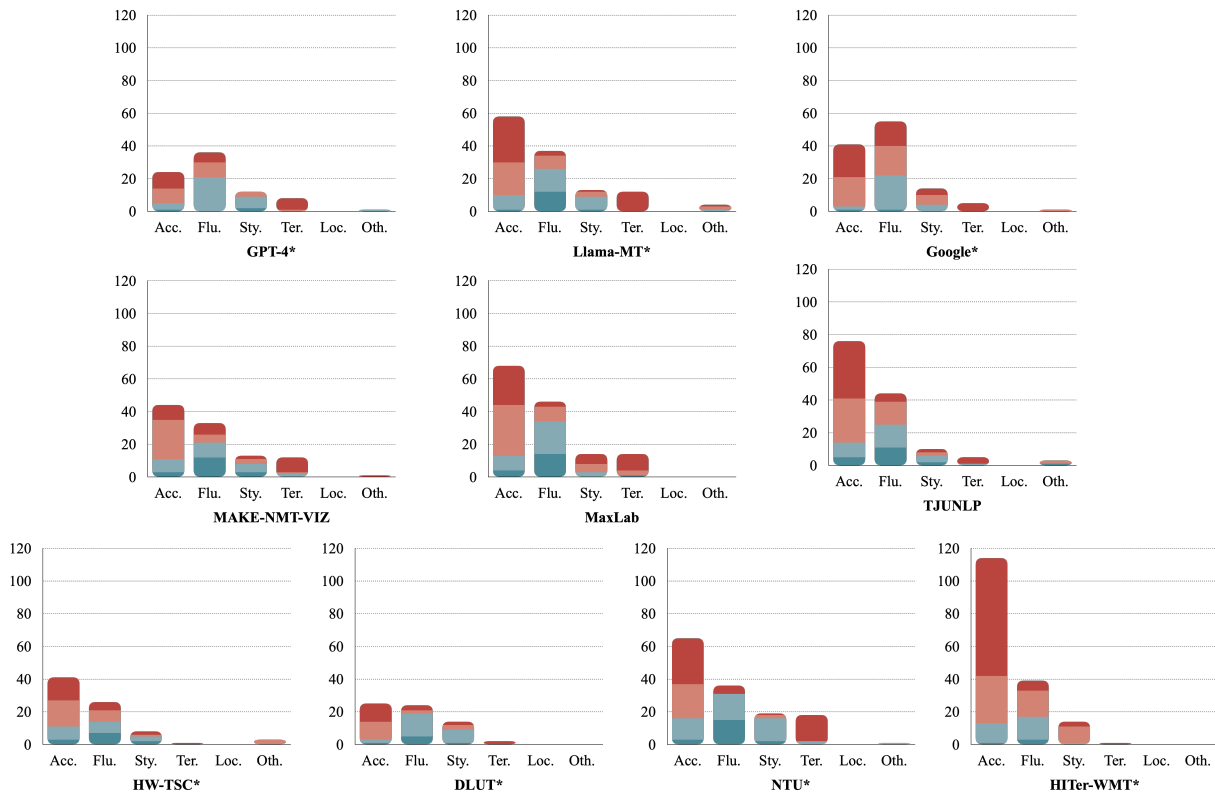 120 120 120
100 100 100
80 80 80
60 60 60
40 40 40
20 20 20
0 0 0
Acc. Flu. Sty. Ter. Loc. Oth. Acc. Flu. Sty. Ter. Loc. Oth. Acc. Flu. Sty. Ter. Loc. Oth.
GPT-4* Llama-MT* Google*
120 120 120
100 100 100
80 80 80
60 60 60
40 40 40
20 20 20
0 0 0
Acc. Flu. Sty. Ter. Loc. Oth. Acc. Flu. Sty. Ter. Loc. Oth. Acc. Flu. Sty. Ter. Loc. Oth.
MAKE-NMT-VIZ MaxLab TJUNLP
120 120 120 120
100 100 100 100
80 80 80 80
60 60 60 60
40 40 40 40
20 20 20 20
0 0 0 0
Acc. Flu. Sty. Ter. Loc. Oth. Acc. Flu. Sty. Ter. Loc. Oth. Acc. Flu. Sty. Ter. Loc. Oth. Acc. Flu. Sty. Ter. Loc. Oth.
HW-TSC* DLUT* NTU* HITer-WMT*